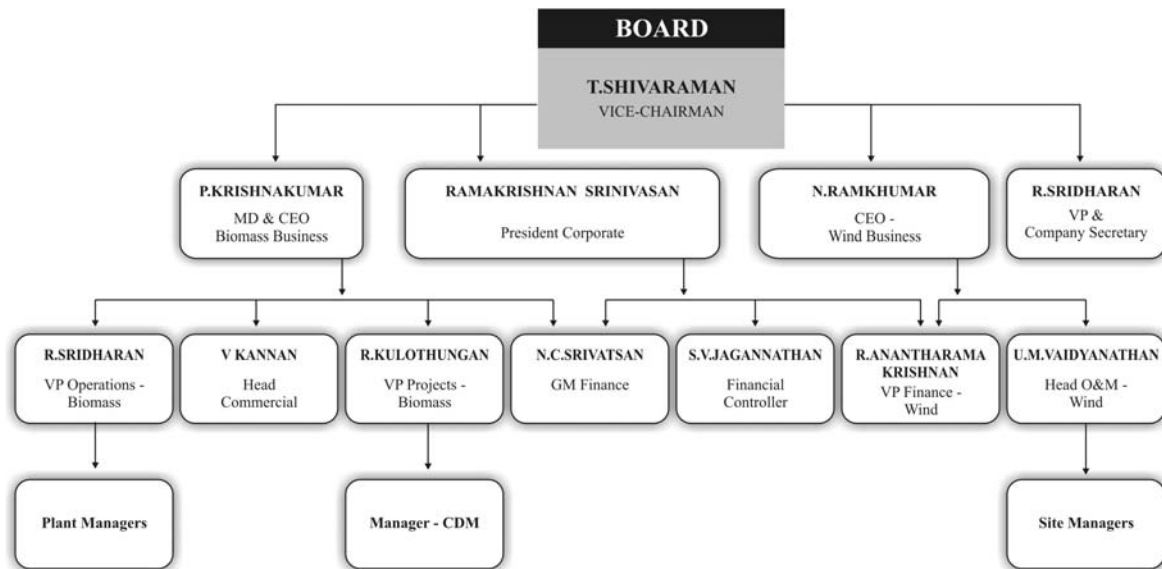 BOARD
T.SHIVARAMAN
VICE-CHAIRMAN
P.KRISHNAKUMAR
MD & CEO
Biomass Business
RAMAKRISHNAN SRINIVASAN
President Corporate
N.RAMKHUMAR
CEO -
Wind Business
R.SRIDHARAN
VP &
Company Secretary
R.SRIDHARAN
VP Operations -
Biomass
V KANNAN
Head
Commercial
R.KULOTHUNGAN
VP Projects -
Biomass
N.C.SRIVATSAN
GM Finance
S.V.JAGANNATHAN
Financial
Controller
R.ANANTHARAMA
KRISHNAN
VP Finance -
Wind
U.M.VAIDYANATHAN
Head O&M -
Wind
Plant Managers
Manager - CDM
Site Managers